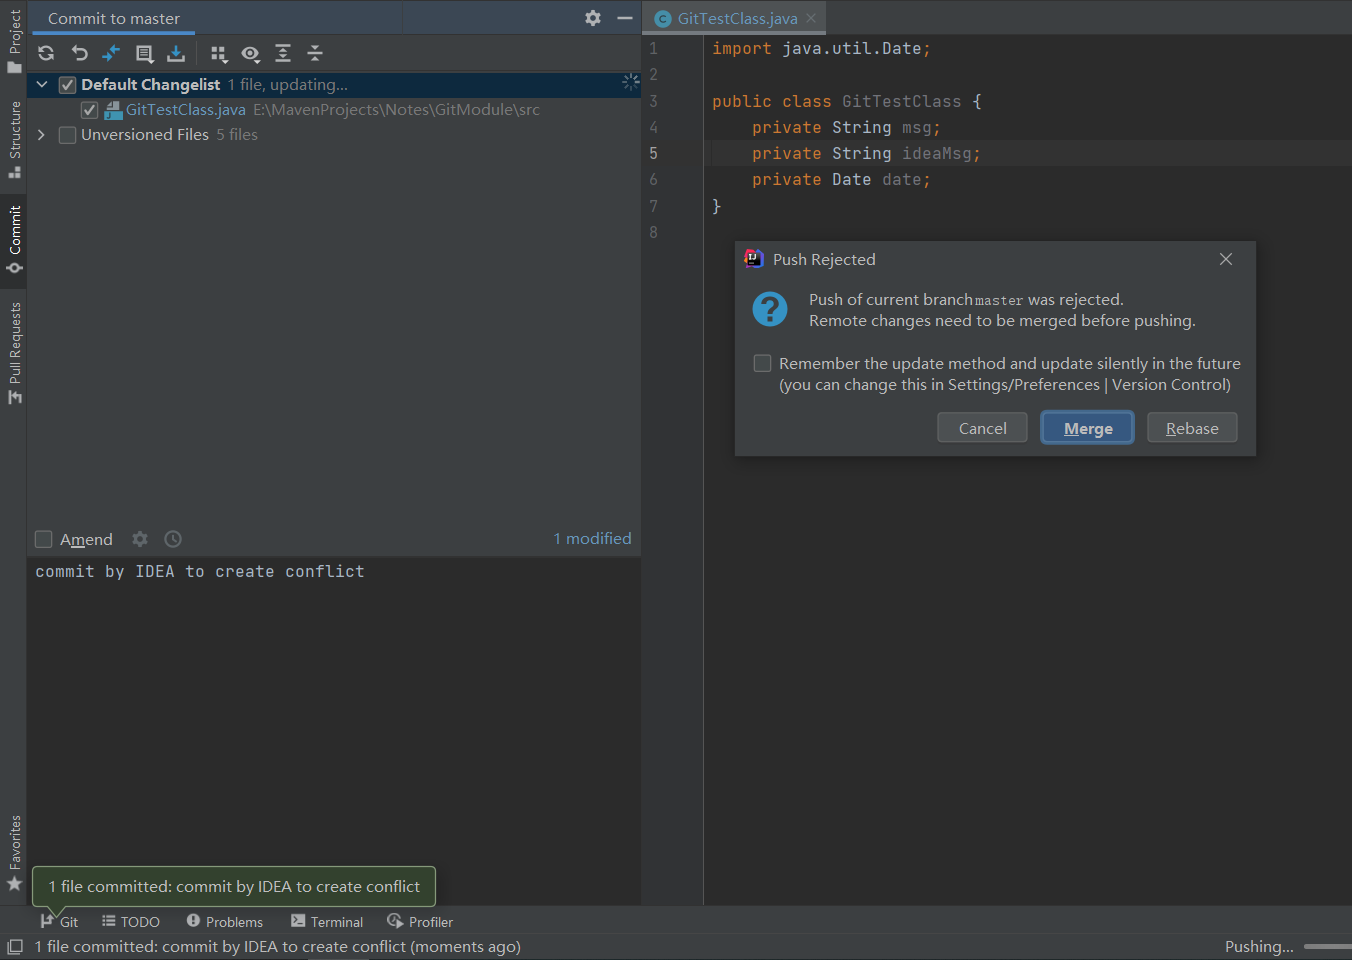 Commit to master
GitTestClass.java
Project
Structure
Commit
Pull Requests
Favorites
Default Changelist 1 file, updating...
GitTestClass.java E:\MavenProjects\Notes\GitModule\src
Unversioned Files 5 files
1 import java.util.Date;
2
3 public class GitTestClass {
4 private String msg;
5 private String ideaMsg;
6 private Date date;
7 }
8
Push Rejected
Push of current branch master was rejected.
Remote changes need to be merged before pushing.
Remember the update method and update silently in the future
(you can change this in Settings/Preferences | Version Control)
Cancel
Merge
Rebase
Amend
1 modified
commit by IDEA to create conflict
1 file committed: commit by IDEA to create conflict
Git
TODO
Problems
Terminal
Profiler
1 file committed: commit by IDEA to create conflict (moments ago)
Pushing...